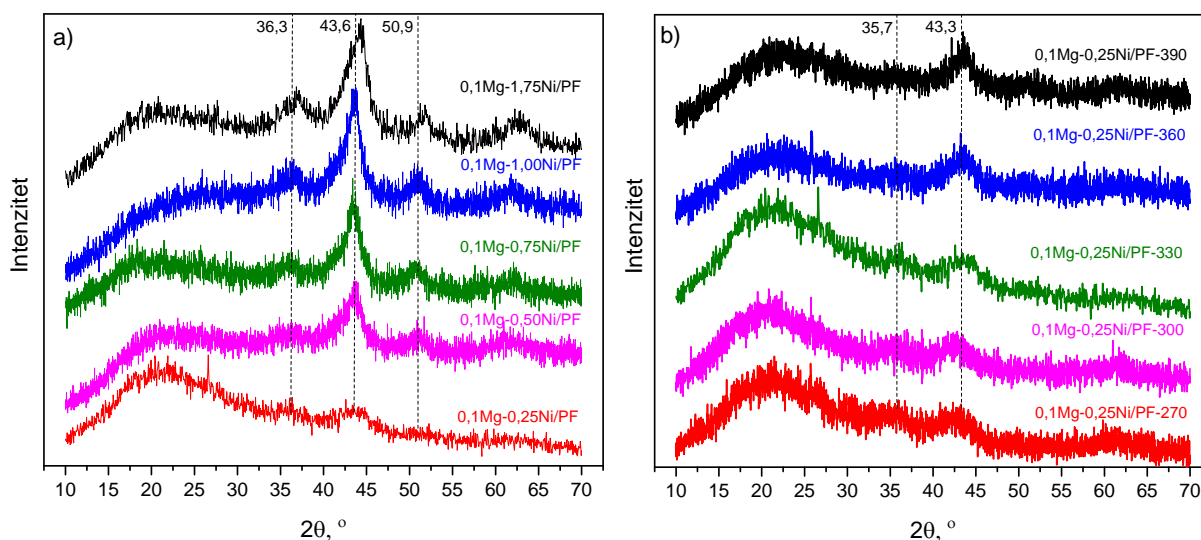 a)
36,3
43,6
50,9
0,1Mg-1,75Ni/PF
0,1Mg-1,00Ni/PF
0,1Mg-0,75Ni/PF
0,1Mg-0,50Ni/PF
0,1Mg-0,25Ni/PF
Intenzitet
10 15 20 25 30 35 40 45 50 55 60 65 70
2θ, °
b)
35,7
43,3
0,1Mg-0,25Ni/PF-390
0,1Mg-0,25Ni/PF-360
0,1Mg-0,25Ni/PF-330
0,1Mg-0,25Ni/PF-300
0,1Mg-0,25Ni/PF-270
Intenzitet
10 15 20 25 30 35 40 45 50 55 60 65 70
2θ, °